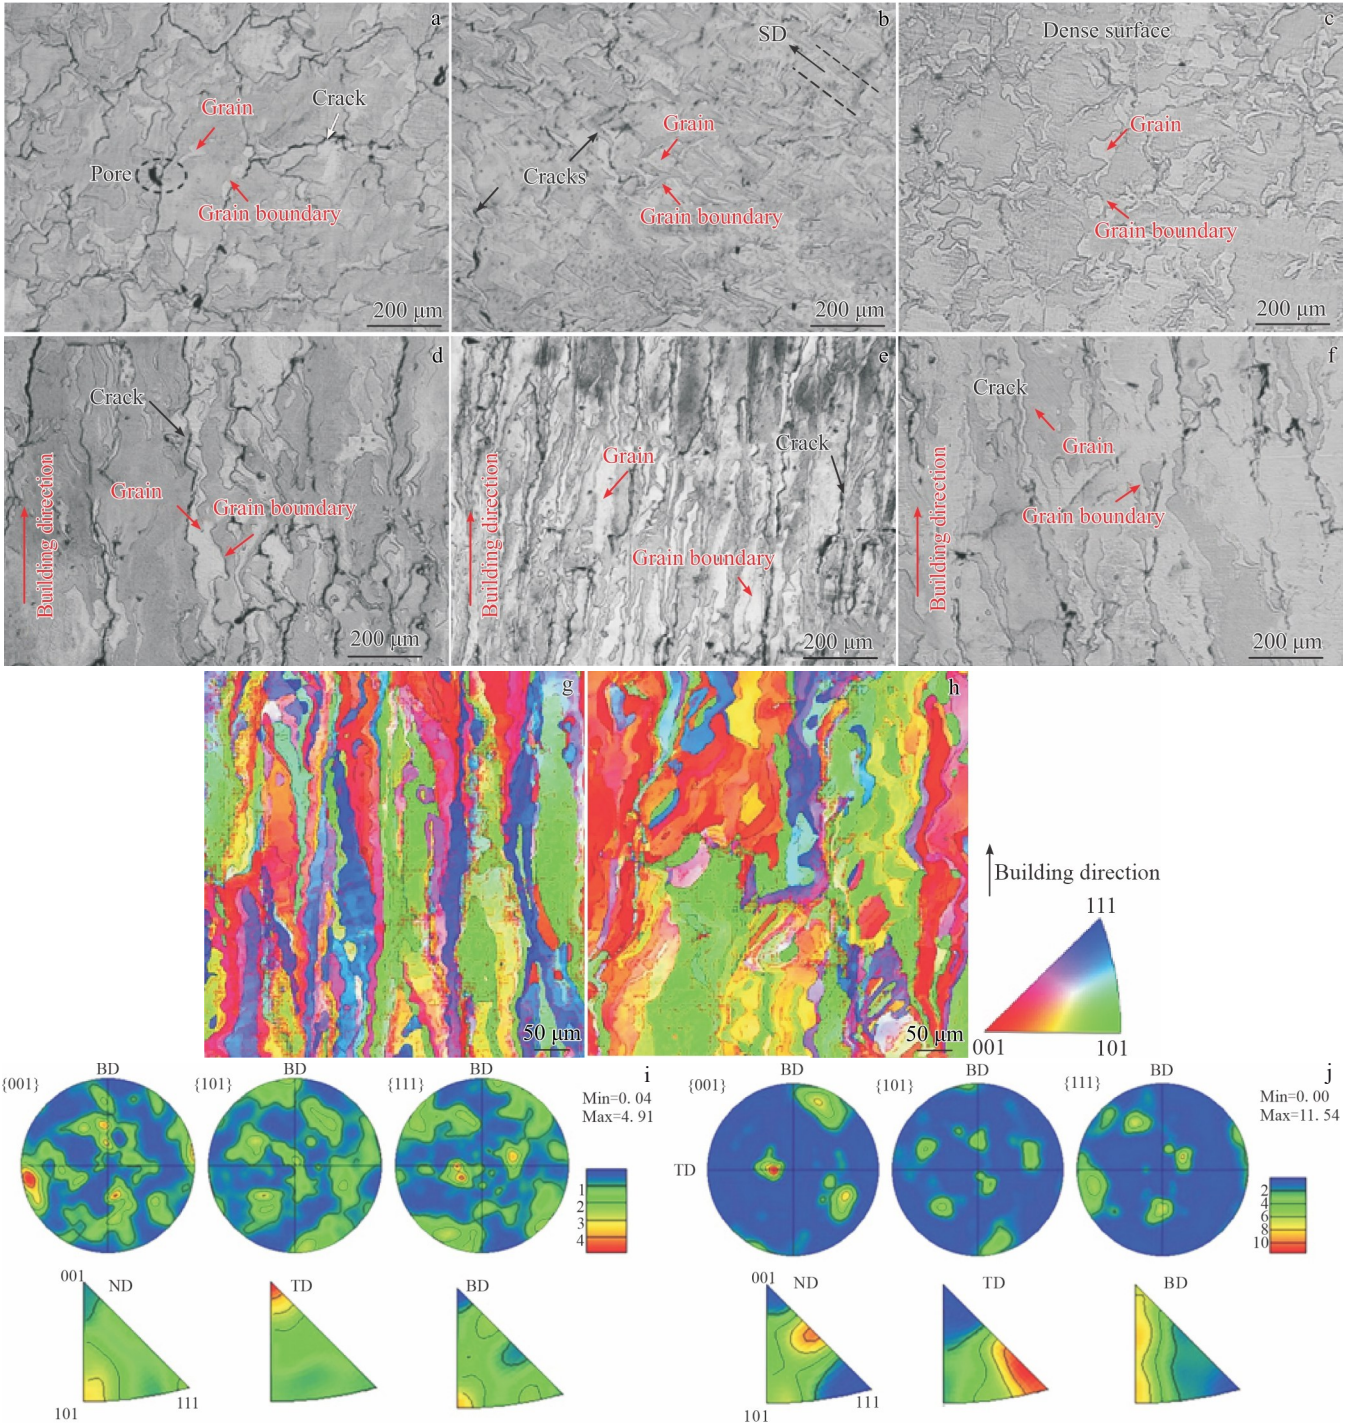 a
Crack
Grain
Pore
Grain boundary
200 μm
b
SD
Grain
Cracks
Grain boundary
200 μm
c
Dense surface
Grain
Grain boundary
200 μm
d
Crack
Grain
Grain boundary
Building direction
200 μm
e
Crack
Grain
Grain boundary
Building direction
200 μm
f
Crack
Grain
Grain boundary
Building direction
200 μm
g
50 μm
h
50 μm
Building direction
111
001
101
i
{001}
BD
{101}
BD
{111}
BD
Min=0. 04
Max=4. 91
1
2
3
4
001
ND
TD
BD
101
111
j
{001}
BD
{101}
BD
{111}
BD
TD
Min=0. 00
Max=11. 54
2
4
6
8
10
001
ND
TD
BD
101
111